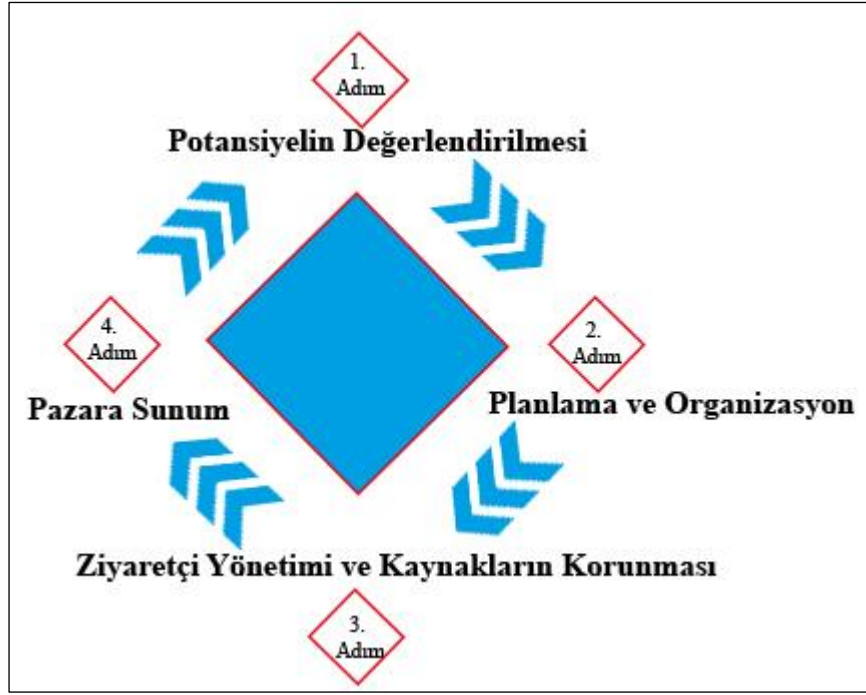 1.
Adım
Potansiyelin Değerlendirilmesi
4.
Adım
Pazara Sunum
2.
Adım
Planlama ve Organizasyon
Ziyaretçi Yönetimi ve Kaynakların Korunması
3.
Adım